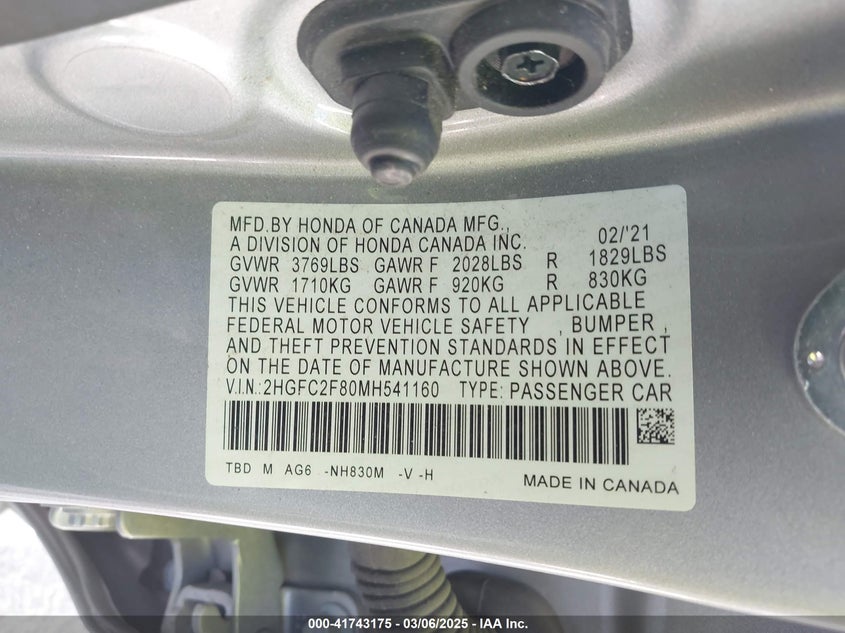 MFD.BY HONDA OF CANADA MFG.,
A DIVISION OF HONDA CANADA INC. 02/'21
GVWR 3769LBS GAWR F 2028LBS R 1829LBS
GVWR 1710KG GAWR F 920KG R 830KG
THIS VEHICLE CONFORMS TO ALL APPLICABLE
FEDERAL MOTOR VEHICLE SAFETY , BUMPER ,
AND THEFT PREVENTION STANDARDS IN EFFECT
ON THE DATE OF MANUFACTURE SHOWN ABOVE.
V.I.N.:2HGFC2F80MH541160 TYPE: PASSENGER CAR
TBD M AG6 -NH830M -V -H
MADE IN CANADA
000-41743175 | 03/06/2025 - IAA Inc.